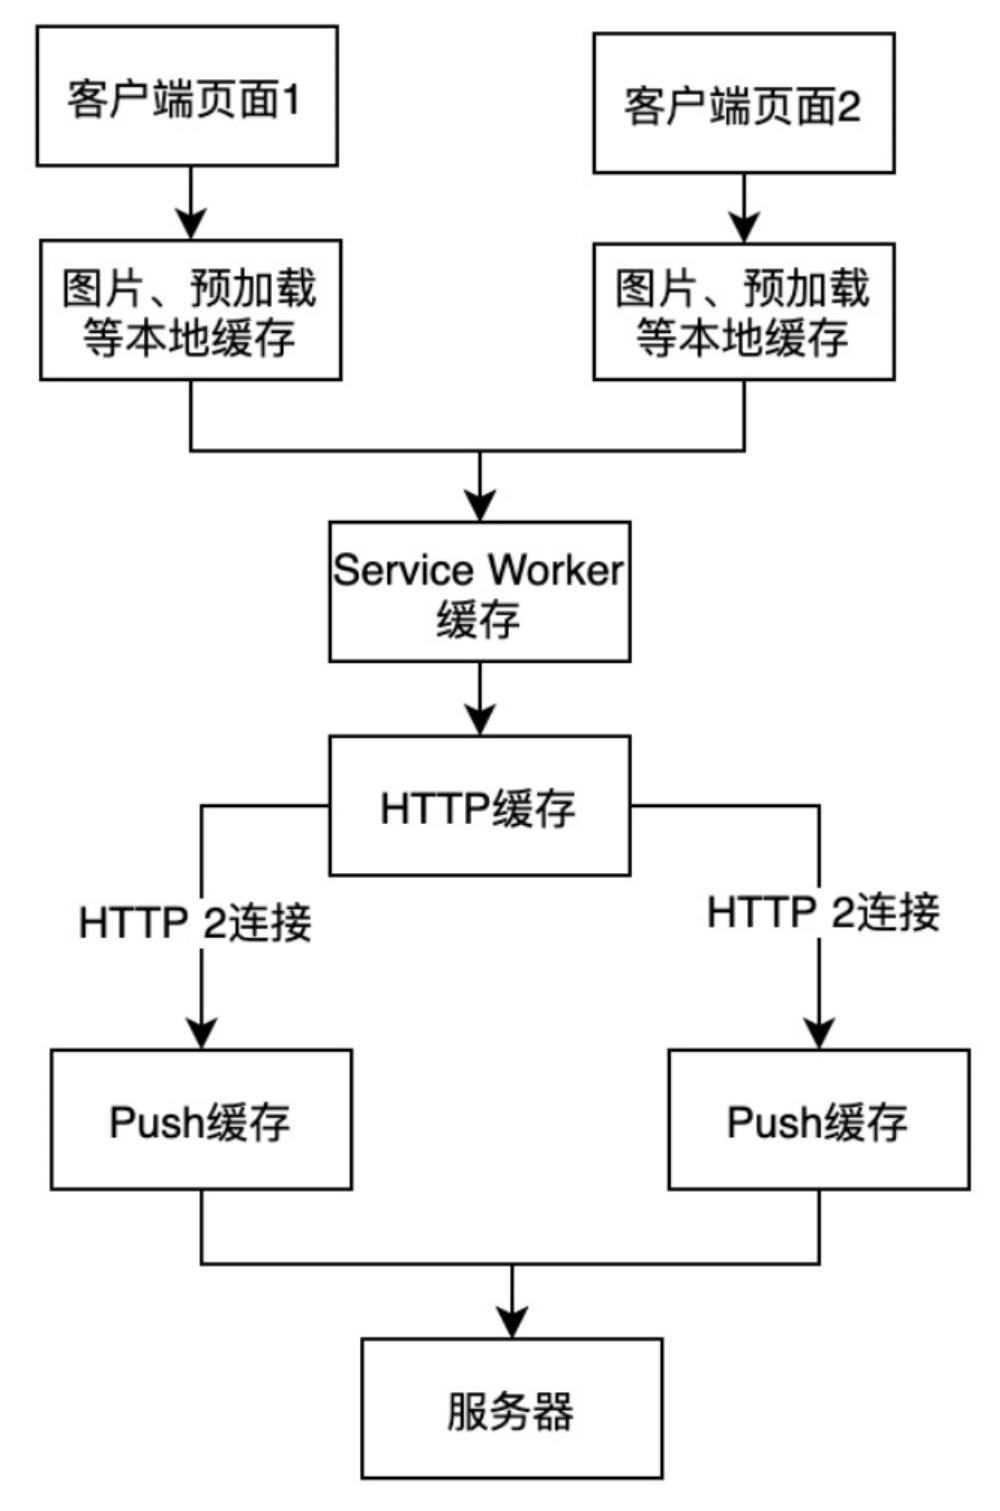 客户端页面1
客户端页面2
图片、预加载
等本地缓存
图片、预加载
等本地缓存
Service Worker
缓存
HTTP缓存
HTTP 2连接
HTTP 2连接
Push缓存
Push缓存
服务器